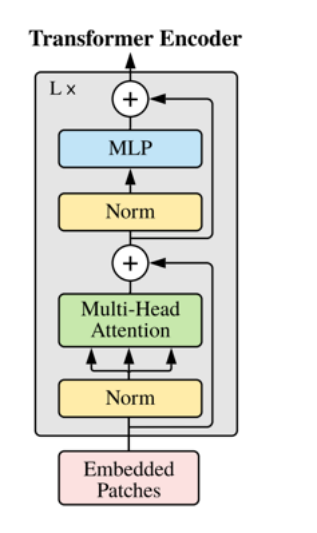 Transformer Encoder
L x
+
MLP
Norm
+
Multi-Head
Attention
Norm
Embedded
Patches